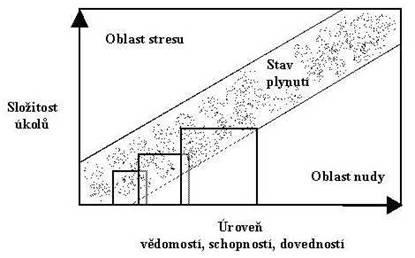 Oblast stresu
Stav
plynutí
Složitost
úkolů
Oblast nudy
Úroveň
vědomostí, schopností, dovedností